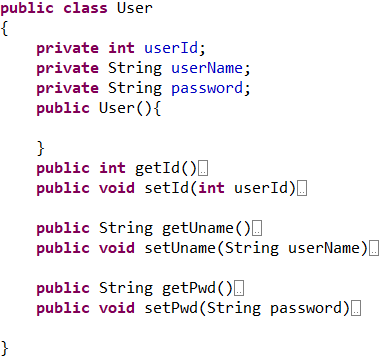 public class User
{
private int userId;
private String userName;
private String password;
public User(){
}
public int getId()
public void setId(int userId)
public String getUname()
public void setUname(String userName)
public String getPwd()
public void setPwd(String password)
}